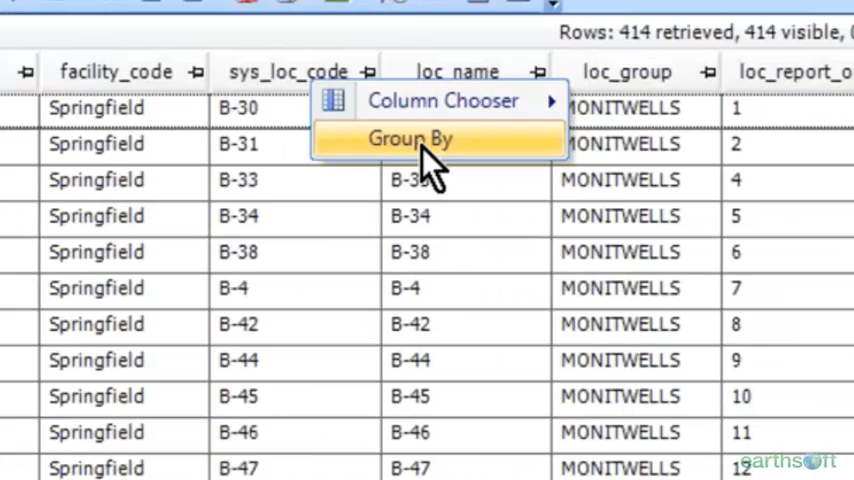 Rows: 414 retrieved, 414 visible,
facility_code sys_loc_code loc_name loc_group loc_report_o
Springfield B-30 MONITWELLS 1
Column Chooser
Springfield B-31 MONITWELLS 2
Group By
Springfield B-33 B-33 MONITWELLS 4
Springfield B-34 B-34 MONITWELLS 5
Springfield B-38 B-38 MONITWELLS 6
Springfield B-4 B-4 MONITWELLS 7
Springfield B-42 B-42 MONITWELLS 8
Springfield B-44 B-44 MONITWELLS 9
Springfield B-45 B-45 MONITWELLS 10
Springfield B-46 B-46 MONITWELLS 11
Springfield B-47 B-47 MONITWELLS 12
earthsoft